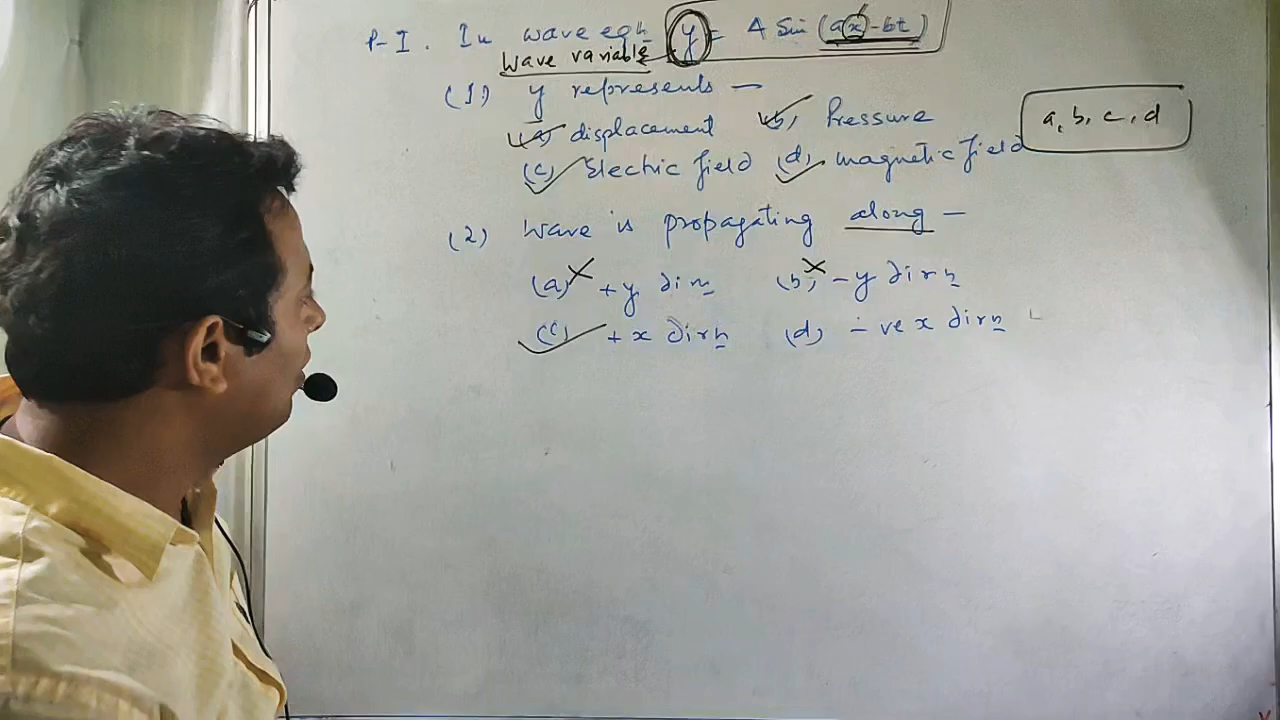 P-I. In wave eqn y = A Sin (ax - bt)
Wave variable
(1) y represents —
(a) displacement (b) Pressure
a, b, c, d
(c) Electric field (d) magnetic field
(2) Wave is propagating along —
(a) + y dirn (b) - y dirn
(c) + x dirn (d) - ve x dirn